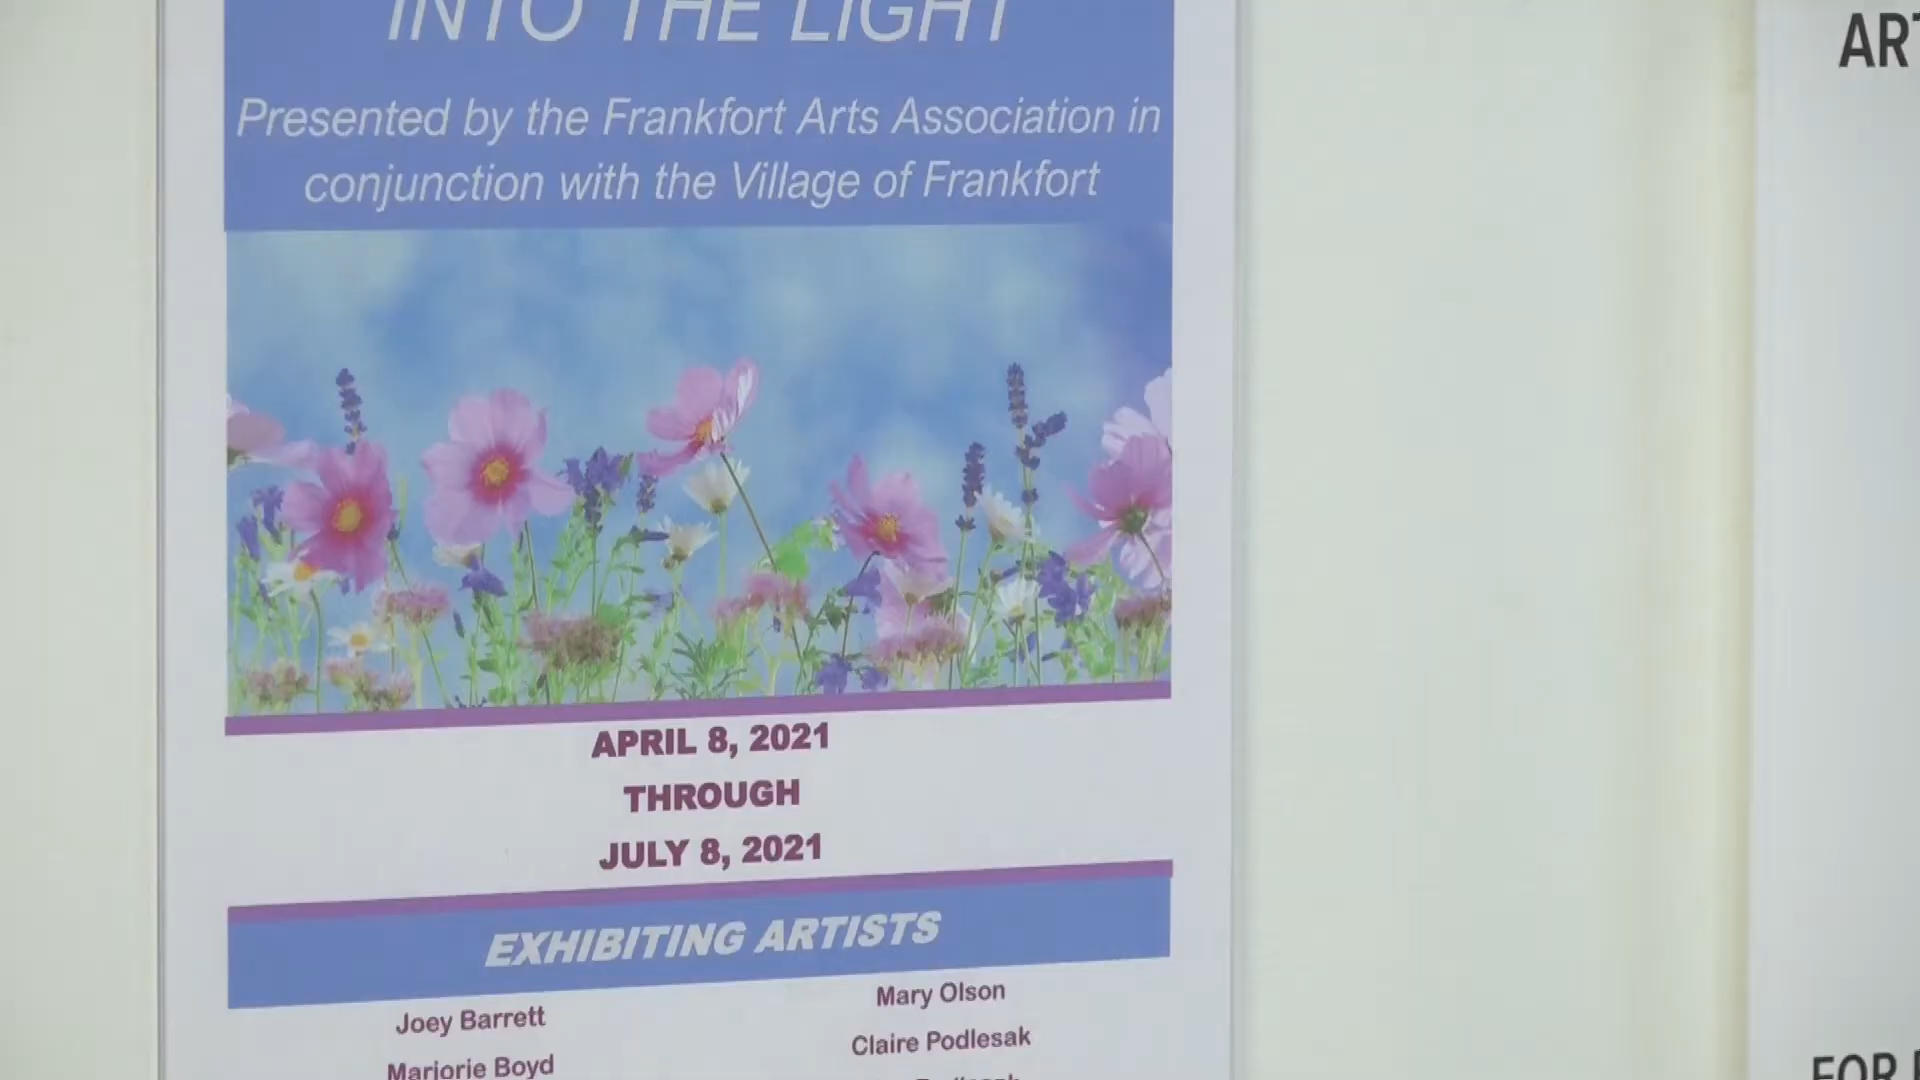 INTO THE LIGHT
Presented by the Frankfort Arts Association in
conjunction with the Village of Frankfort
APRIL 8, 2021
THROUGH
JULY 8, 2021
EXHIBITING ARTISTS
Joey Barrett
Marjorie Boyd
Mary Olson
Claire Podlesak
FOR